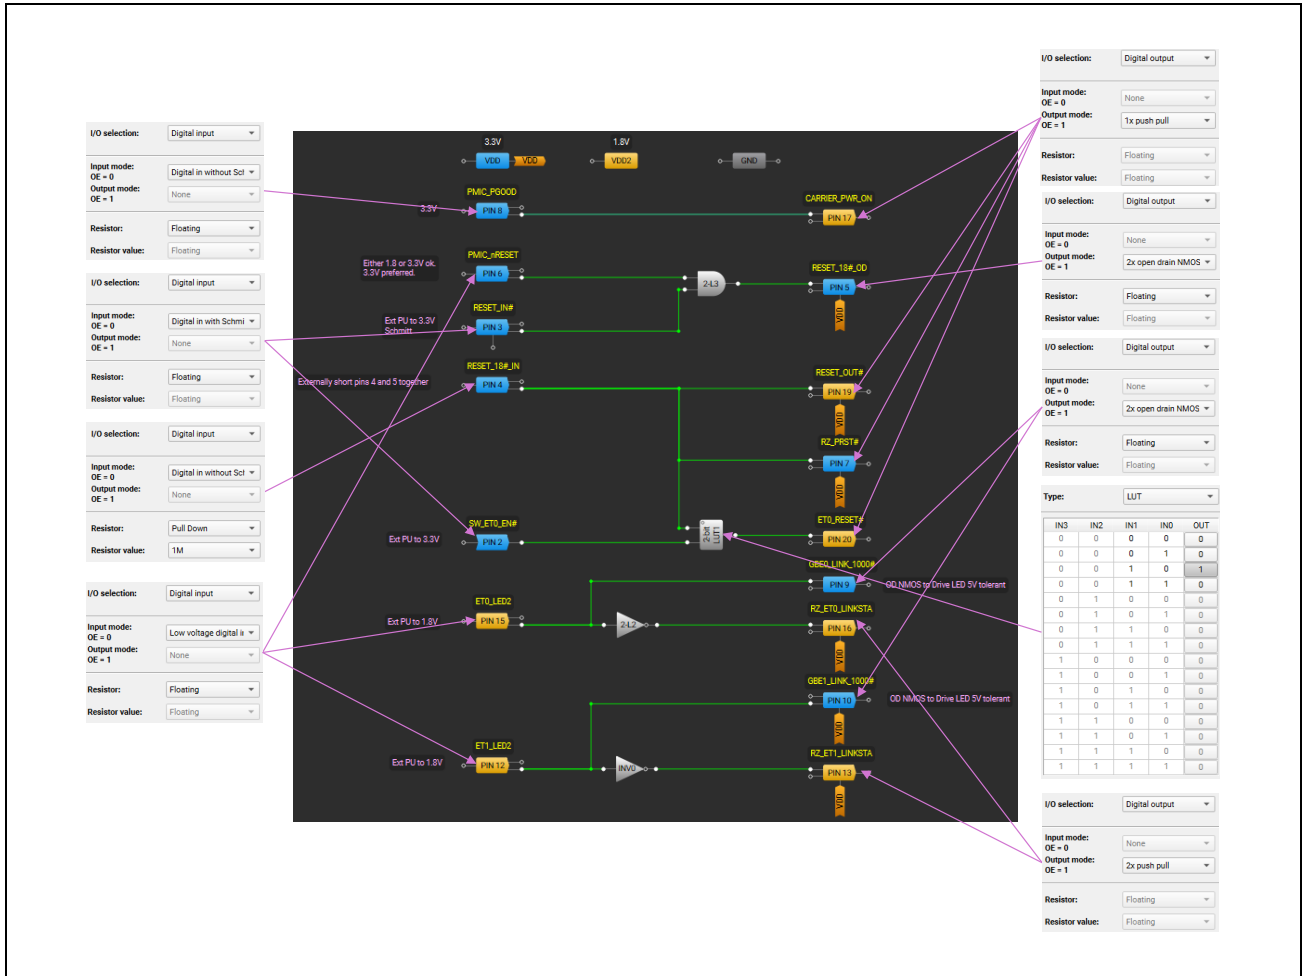 I/O selection: Digital input
Input mode:
OE = 0
Digital in without Scl
Output mode:
OE = 1
None
Resistor: Floating
Resistor value: Floating
I/O selection: Digital input
Input mode:
OE = 0
Digital in with Schmi
Output mode:
OE = 1
None
Resistor: Floating
Resistor value: Floating
I/O selection: Digital input
Input mode:
OE = 0
Digital in without Scl
Output mode:
OE = 1
None
Resistor: Pull Down
Resistor value: 1M
I/O selection: Digital input
Input mode:
OE = 0
Low voltage digital ir
Output mode:
OE = 1
None
Resistor: Floating
Resistor value: Floating
3.3V
VDD VDD
1.8V
VDD2
GND
PMIC_PGOOD
3.3V
PIN 8
CARRIER_PWR_ON
PIN 17
PMIC_nRESET
Either 1.8 or 3.3V ok.
3.3V preferred.
PIN 6
2-L3
RESET_18#_OD
PIN 5
VDD
RESET_IN#
Ext PU to 3.3V
Schmitt
PIN 3
RESET_18#_IN
Externally short pins 4 and 5 together
PIN 4
RESET_OUT#
PIN 19
VDD
RZ_PRST#
PIN 7
VDD
SW_ET0_EN#
Ext PU to 3.3V
PIN 2
2-bit
LUT1
ET0_RESET#
PIN 20
GBE0_LINK_1000#
PIN 9
OD NMOS to Drive LED 5V tolerant
ET0_LED2
Ext PU to 1.8V
PIN 15
2-L2
RZ_ET0_LINKSTA
PIN 16
VDD
GBE1_LINK_1000#
PIN 10
OD NMOS to Drive LED 5V tolerant
VDD
ET1_LED2
Ext PU to 1.8V
PIN 12
INV0
RZ_ET1_LINKSTA
PIN 13
VDD
I/O selection: Digital output
Input mode:
OE = 0
None
Output mode:
OE = 1
1x push pull
Resistor: Floating
Resistor value: Floating
I/O selection: Digital output
Input mode:
OE = 0
None
Output mode:
OE = 1
2x open drain NMOS
Resistor: Floating
Resistor value: Floating
I/O selection: Digital output
Input mode:
OE = 0
None
Output mode:
OE = 1
2x open drain NMOS
Resistor: Floating
Resistor value: Floating
Type: LUT
IN3 IN2 IN1 IN0 OUT
0 0 0 0 0
0 0 0 1 0
0 0 1 0 1
0 0 1 1 0
0 1 0 0 0
0 1 0 1 0
0 1 1 0 0
0 1 1 1 0
1 0 0 0 0
1 0 0 1 0
1 0 1 0 0
1 0 1 1 0
1 1 0 0 0
1 1 0 1 0
1 1 1 0 0
1 1 1 1 0
I/O selection: Digital output
Input mode:
OE = 0
None
Output mode:
OE = 1
2x push pull
Resistor: Floating
Resistor value: Floating